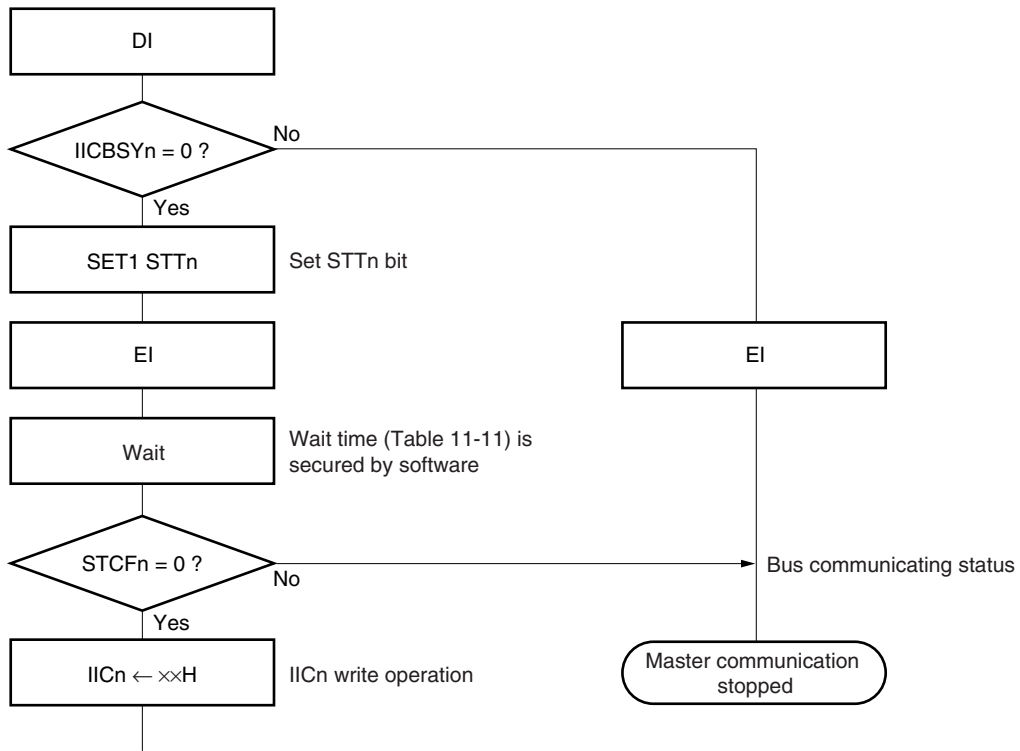 DI
IICBSYn = 0 ?
No
Yes
SET1 STTn
Set STTn bit
EI
EI
Wait
Wait time (Table 11-11) is
secured by software
STCFn = 0 ?
No
Bus communicating status
Yes
IICn ← ××H
IICn write operation
Master communication
stopped